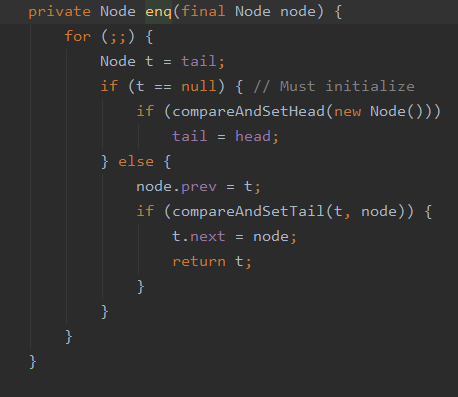 private Node enq(final Node node) {
    for (;;) {
        Node t = tail;
        if (t == null) { // Must initialize
            if (compareAndSetHead(new Node()))
                tail = head;
        } else {
            node.prev = t;
            if (compareAndSetTail(t, node)) {
                t.next = node;
                return t;
            }
        }
    }
}